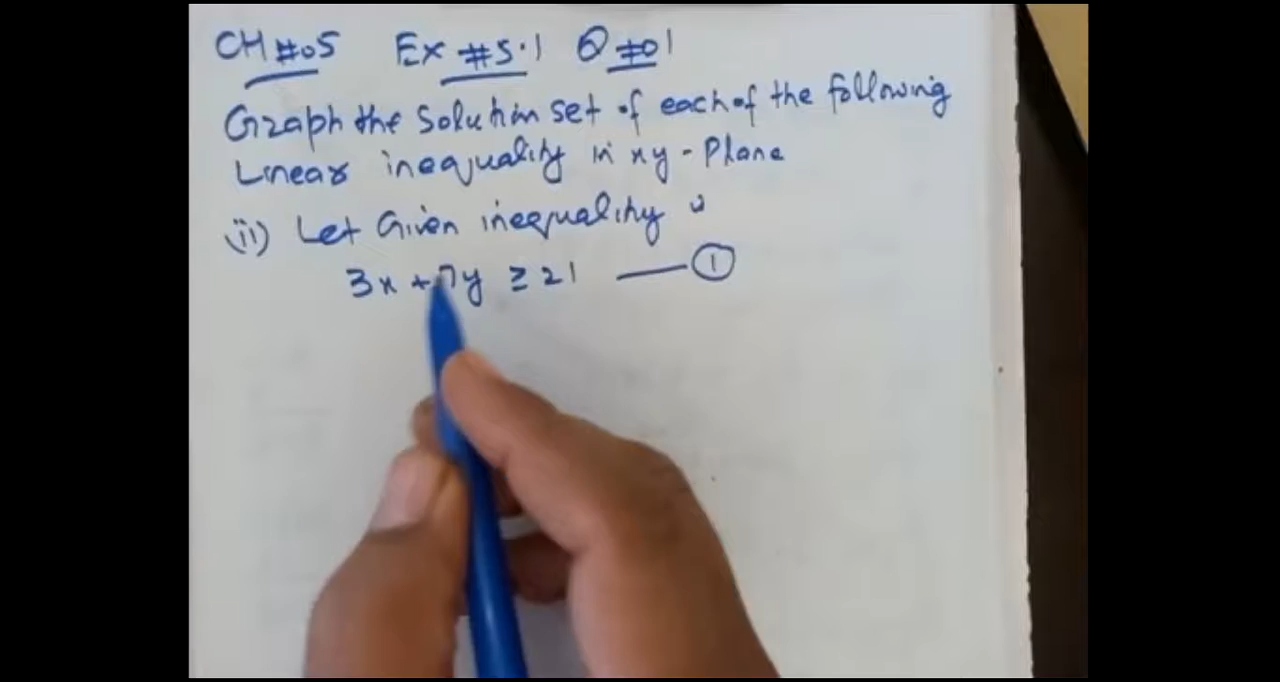 CH#05 Ex #5.1 Q #01
Graph the Solution set of each of the following
Linear inequality in xy-Plane
(ii) Let Given inequality is
3x + 7y ≥ 21 —— ①